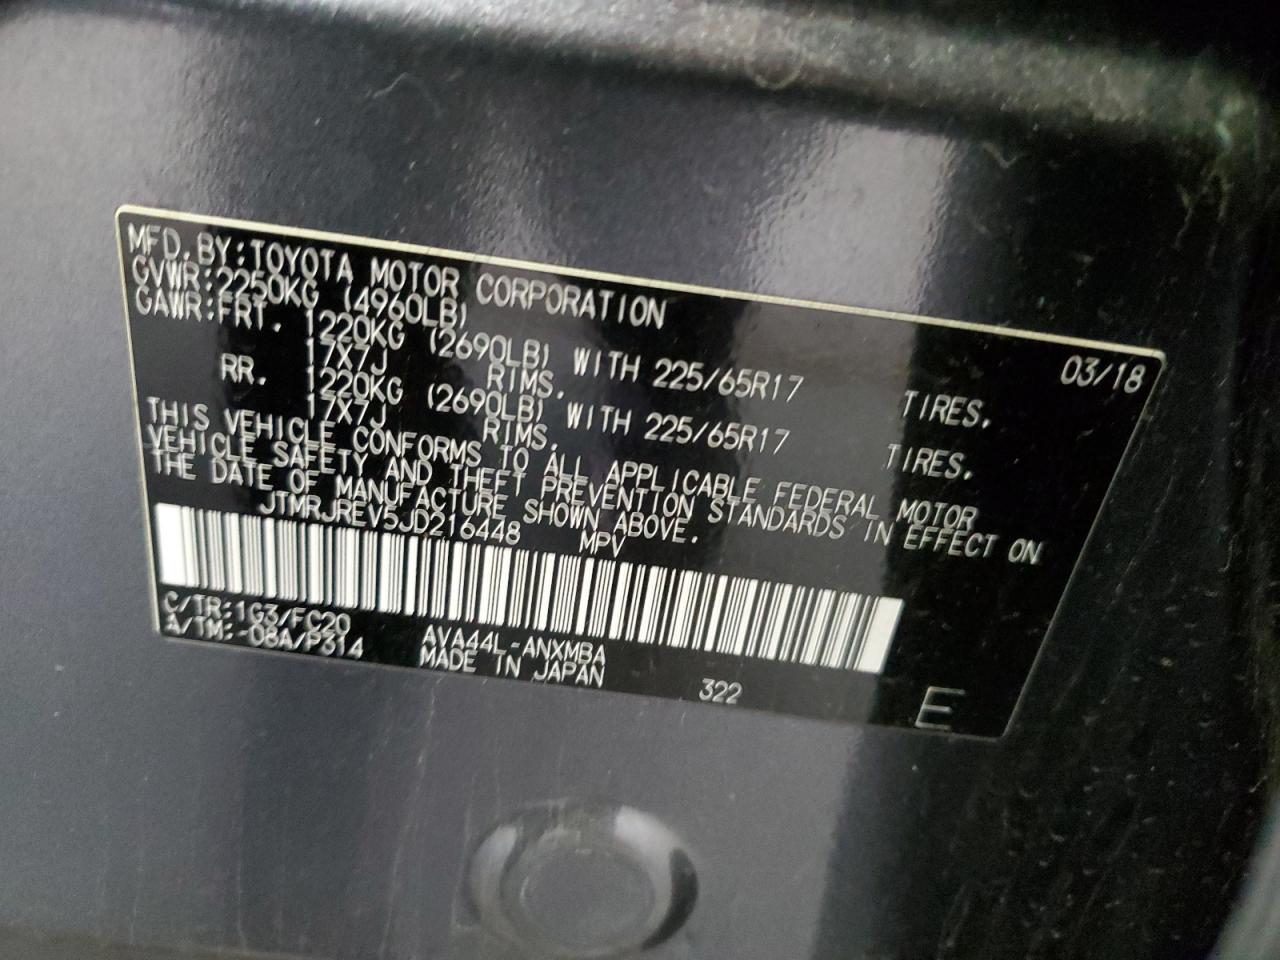 MFD.BY:TOYOTA MOTOR CORPORATION 03/18
GVWR:2250KG (4960LB)
GAWR:FRT. 1220KG (2690LB) WITH 225/65R17 TIRES,
17X7J RIMS,
RR. 1220KG (2690LB) WITH 225/65R17 TIRES,
17X7J RIMS.
THIS VEHICLE CONFORMS TO ALL APPLICABLE FEDERAL MOTOR
VEHICLE SAFETY AND THEFT PREVENTION STANDARDS IN EFFECT ON
THE DATE OF MANUFACTURE SHOWN ABOVE.
JTMRJREV5JD216448 MPV
C/TR:1G3/FC20 AVA44L-ANXMBA
A/TM:-08A/P314 MADE IN JAPAN
322 E